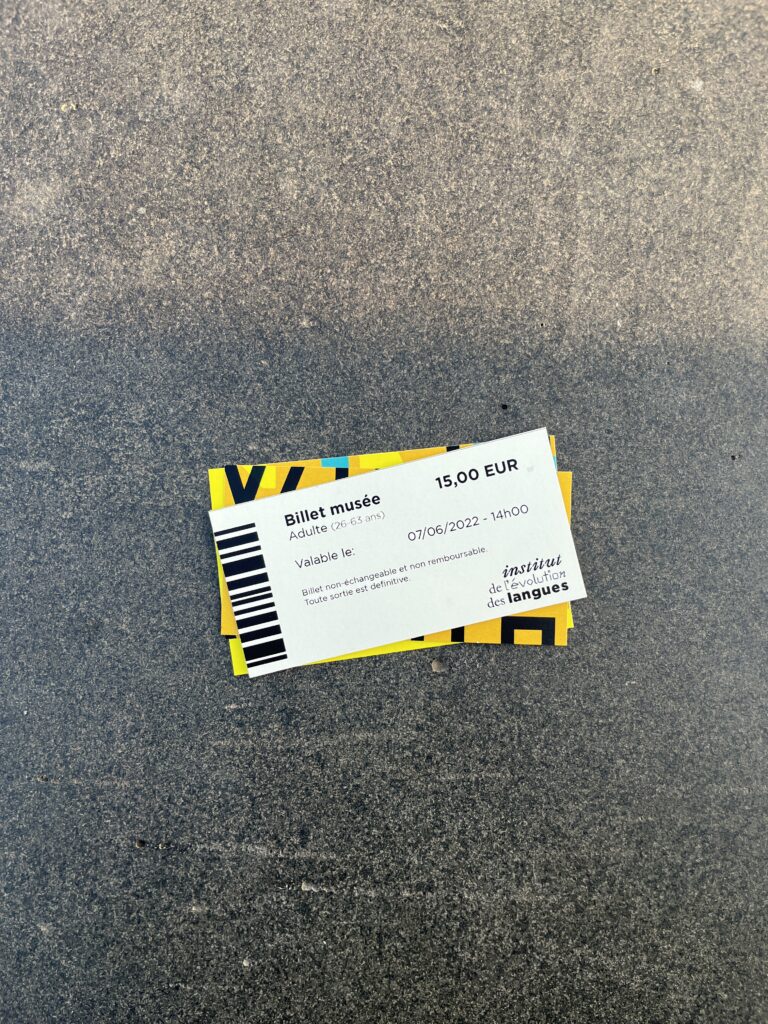 Billet musée
15,00 EUR
Adulte (26-63 ans)
Valable le:
07/06/2022 - 14h00
Billet non-échangeable et non remboursable.
Toute sortie est definitive.
institut
de l'évolution
des langues